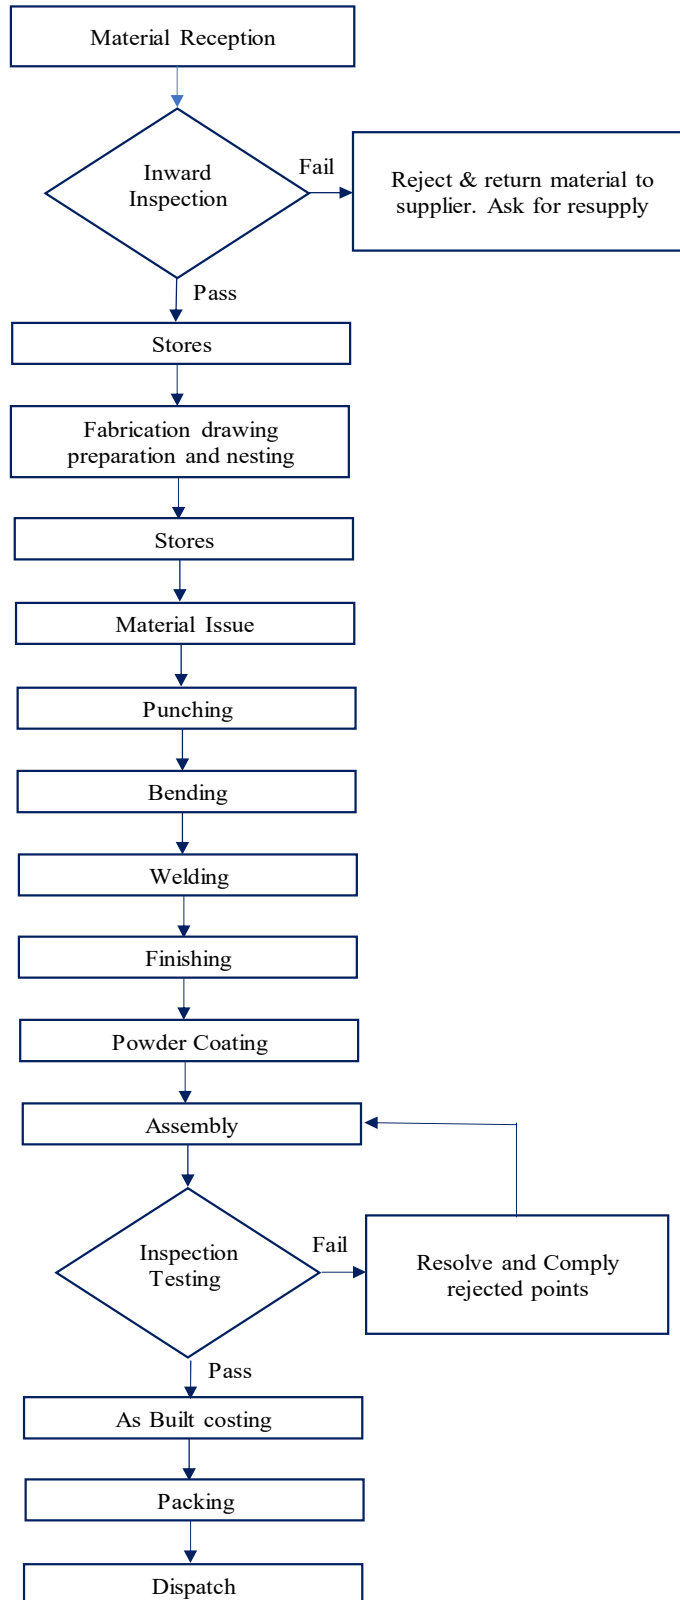 Material Reception
Inward
Inspection
Fail
Reject & return material to
supplier. Ask for resupply
Pass
Stores
Fabrication drawing
preparation and nesting
Stores
Material Issue
Punching
Bending
Welding
Finishing
Powder Coating
Assembly
Inspection
Testing
Fail
Resolve and Comply
rejected points
Pass
As Built costing
Packing
Dispatch